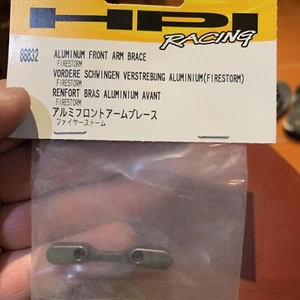 HPI
RACING
86832
ALUMINUM FRONT ARM BRACE
FIRESTORM
VORDERE SCHWINGEN VERSTREBUNG ALUMINIUM(FIRESTORM)
RENFORT BRAS ALUMINIUM AVANT
FIRESTORM
アルミフロントアームブレース
ファイヤーストーム